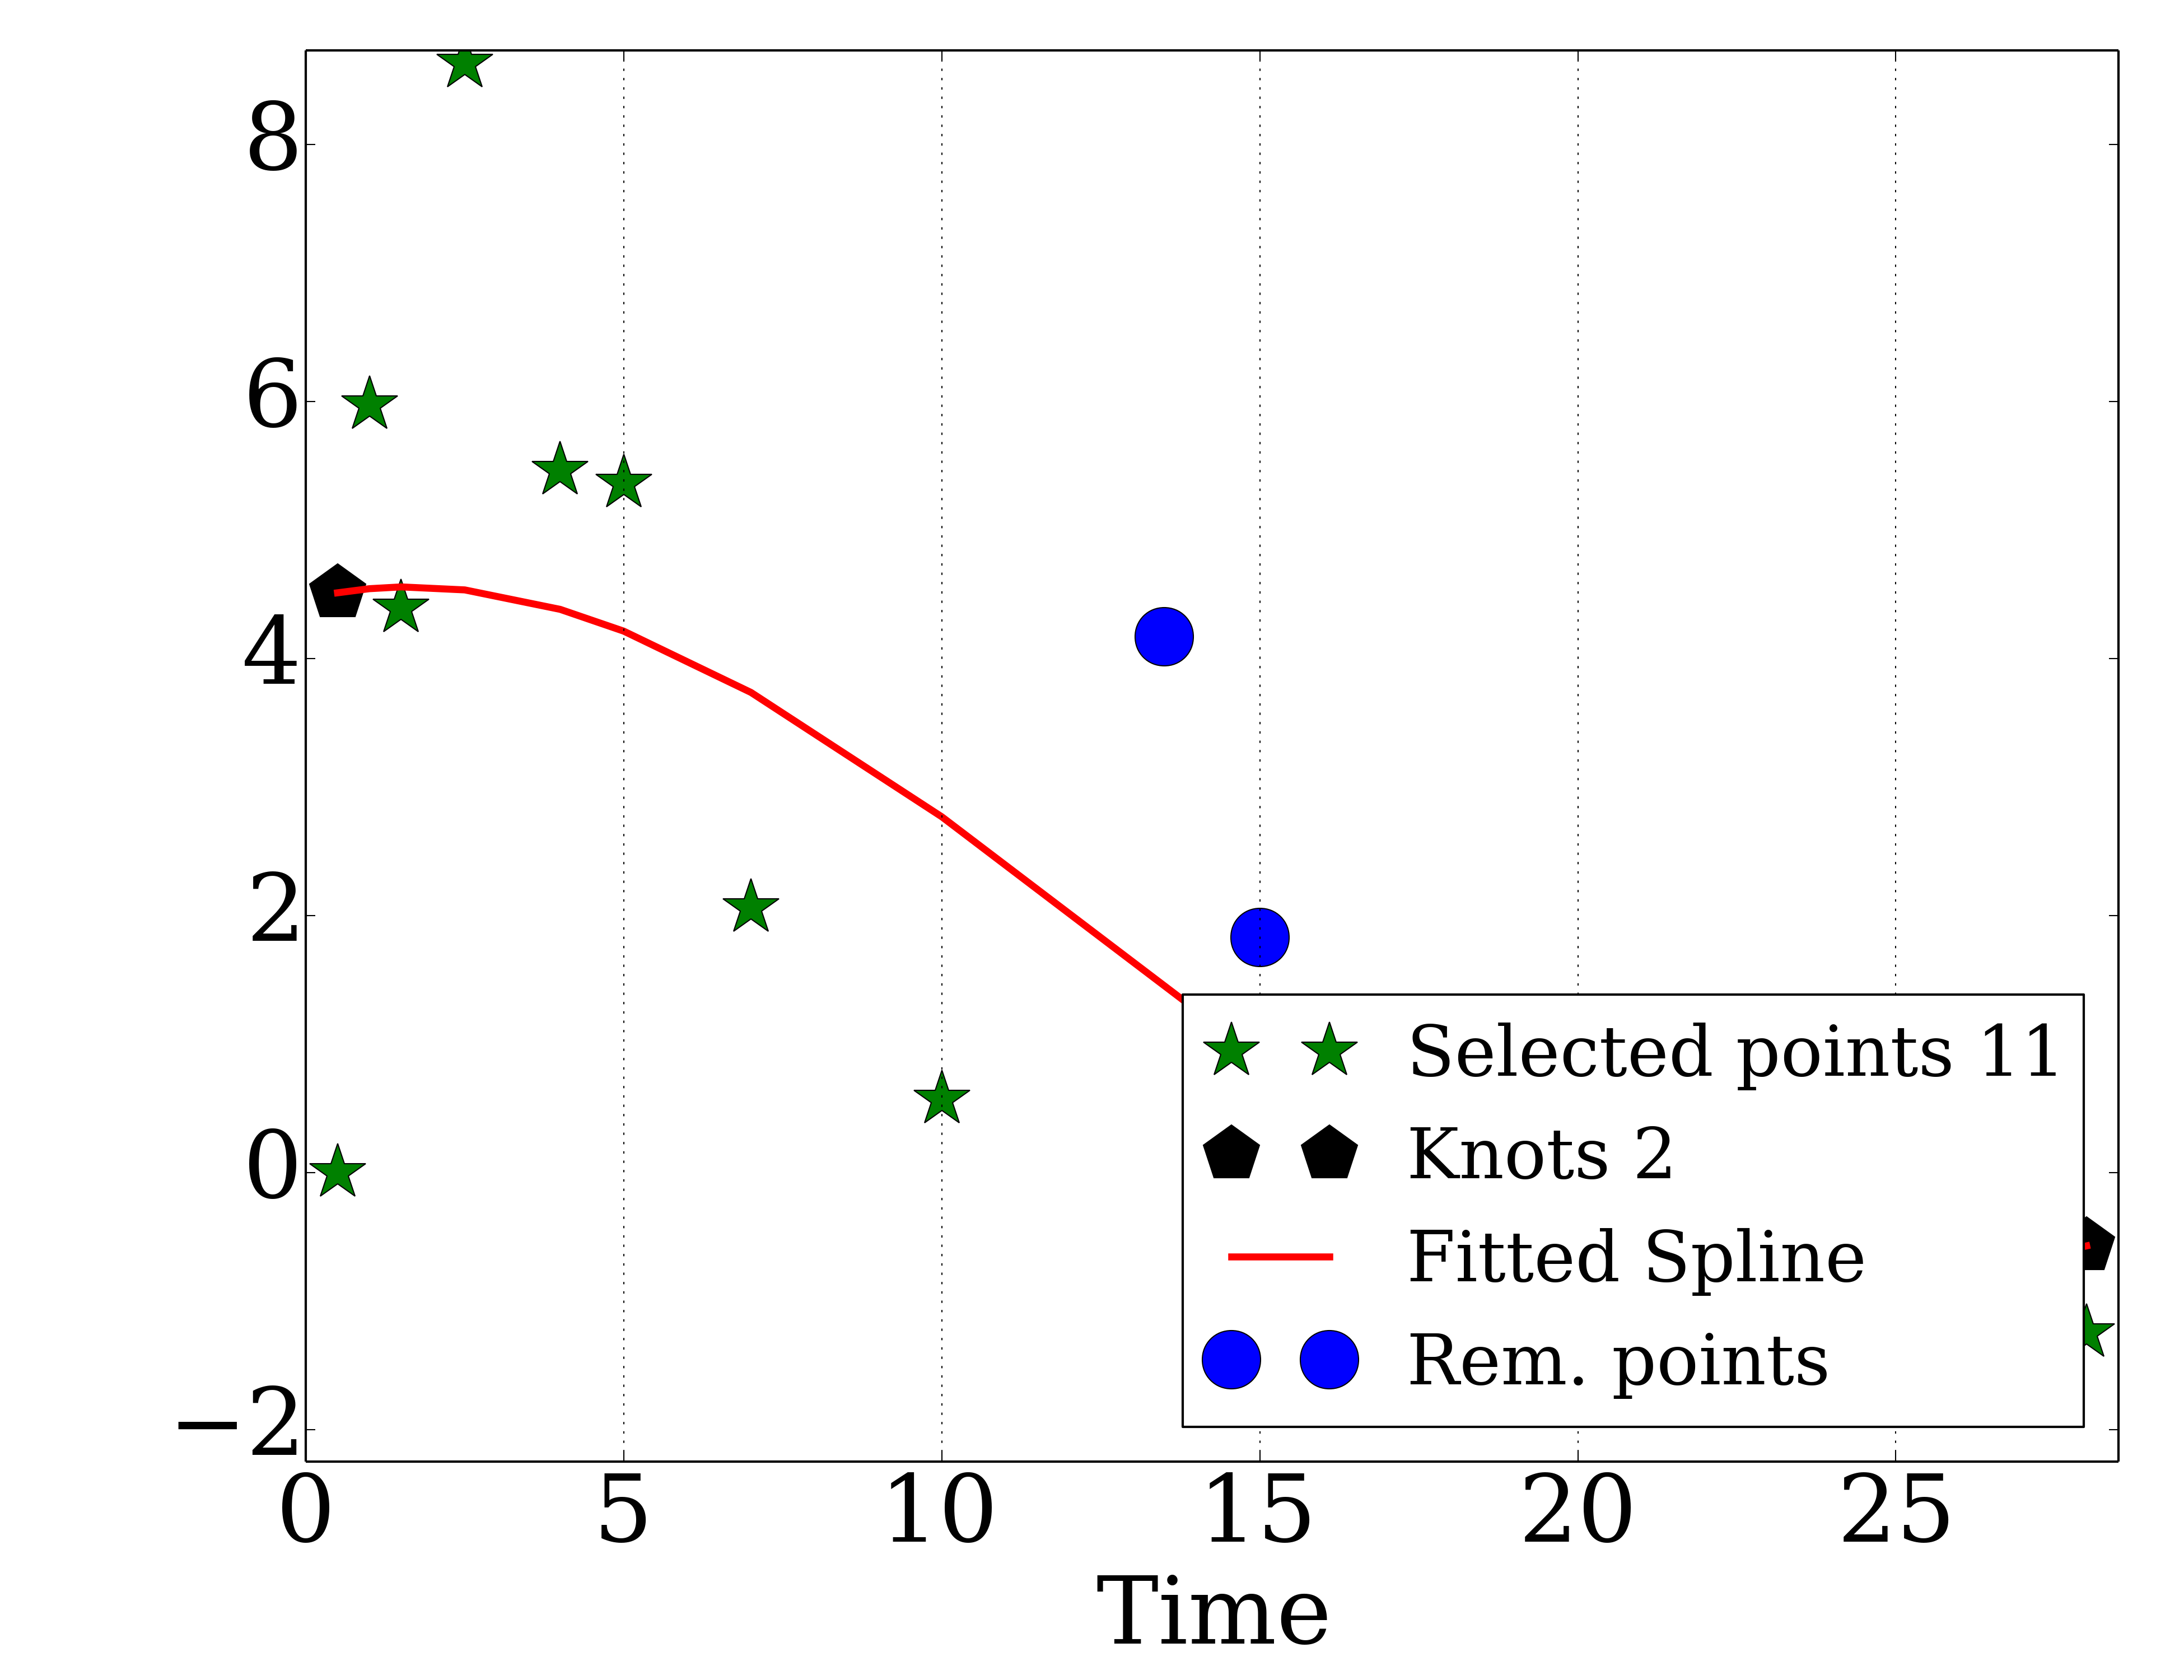 8
6
4
2
0
−2
0 5 10 15 20 25
Time
Selected points 11
Knots 2
Fitted Spline
Rem. points